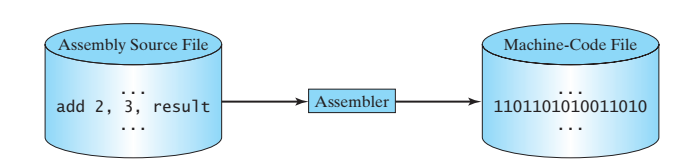 Assembly Source File
...
add 2, 3, result
...
Assembler
Machine-Code File
...
1101101010011010
...